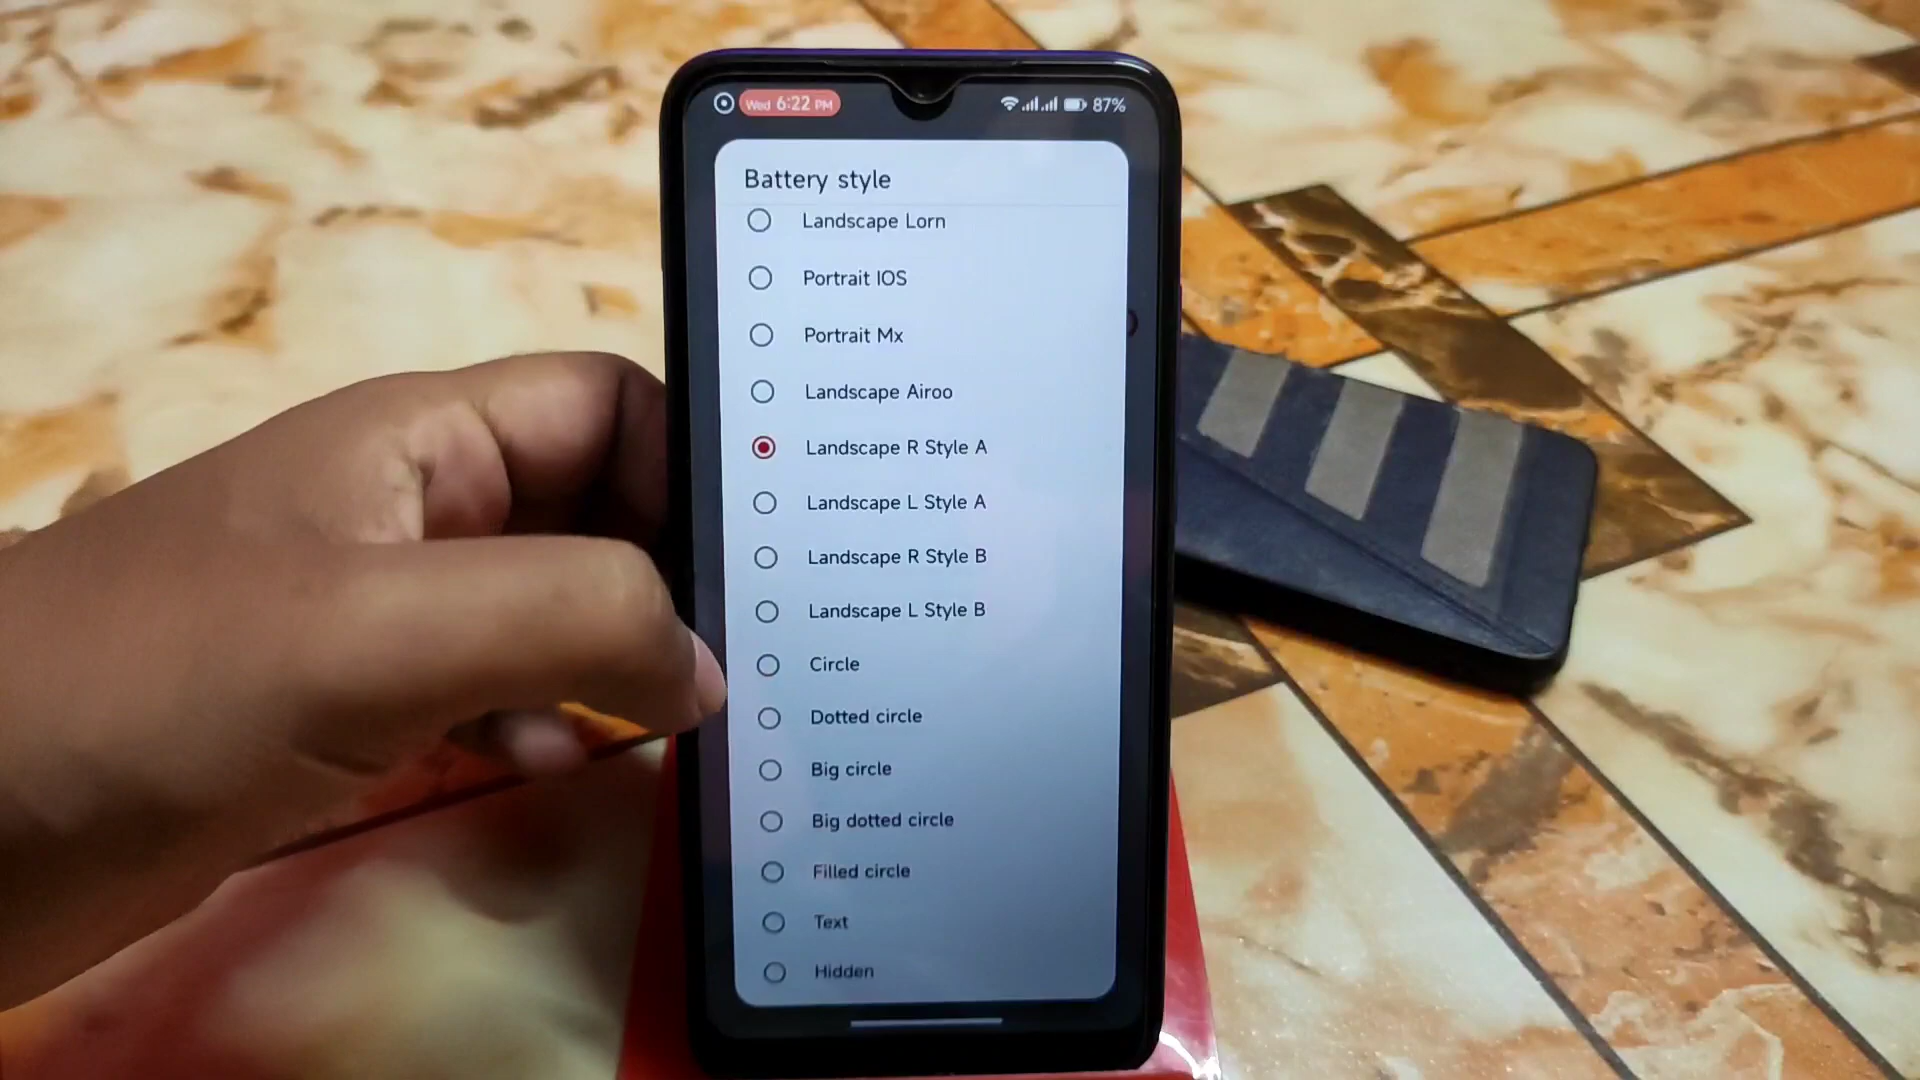 Wed 6:22 PM 87%
Battery style
Landscape Lorn
Portrait IOS
Portrait Mx
Landscape Airoo
Landscape R Style A
Landscape L Style A
Landscape R Style B
Landscape L Style B
Circle
Dotted circle
Big circle
Big dotted circle
Filled circle
Text
Hidden